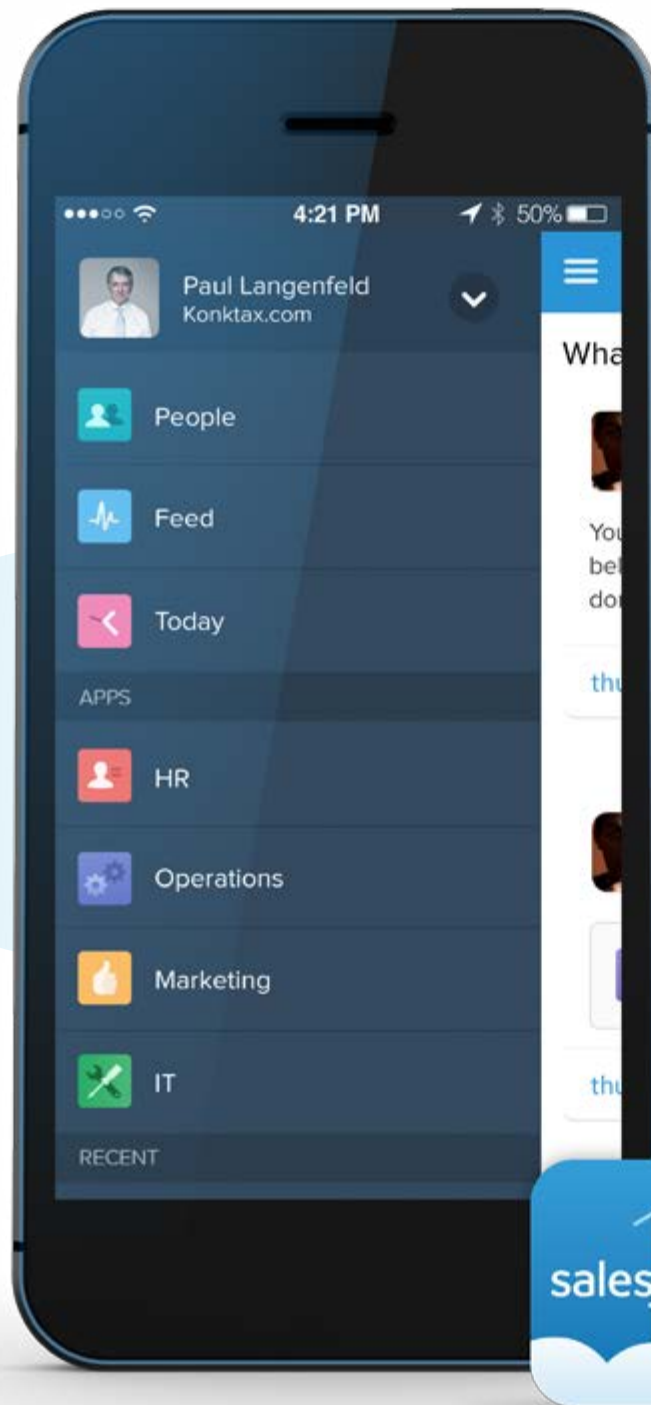 4:21 PM
50%
Paul Langenfeld
Konktax.com
Wha
People
Feed
You
bel
Today
thu
APPS
HR
Operations
Marketing
IT
thu
RECENT
sales